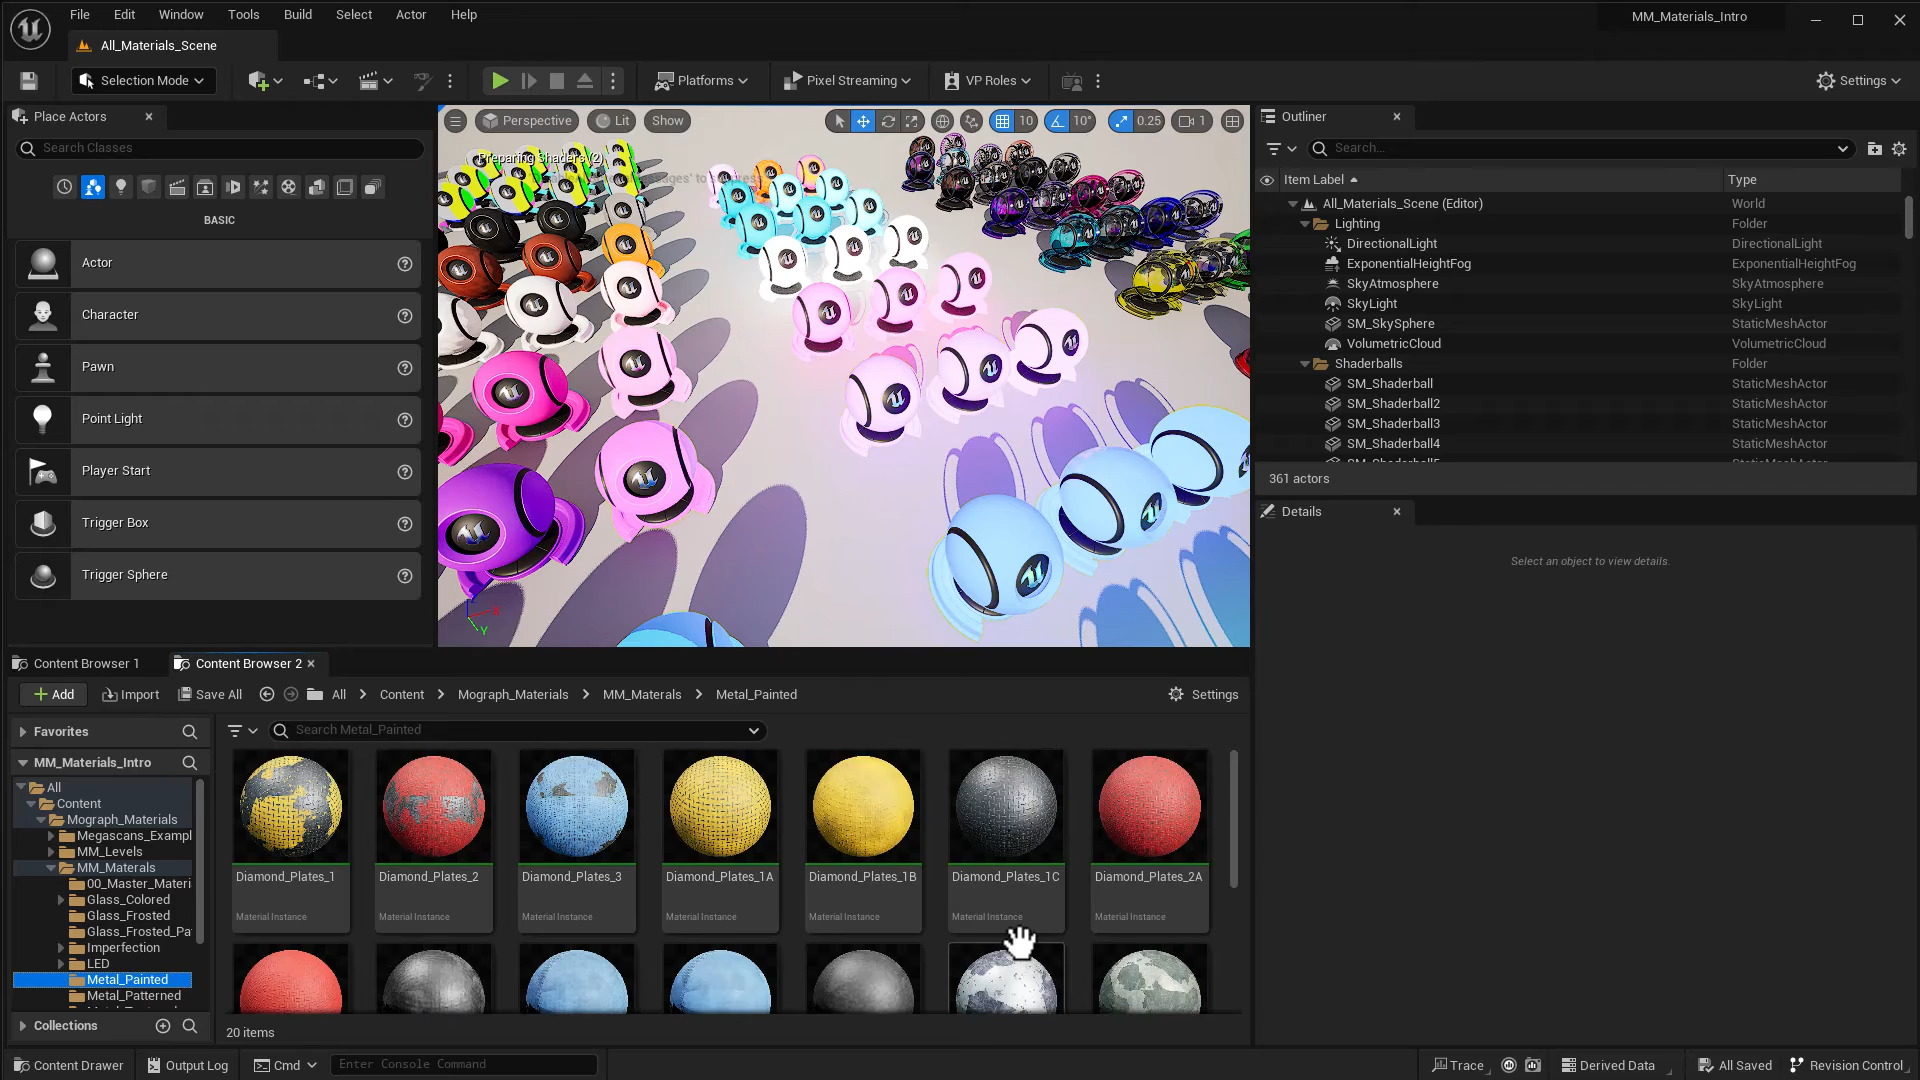 File Edit Window Tools Build Select Actor Help
MM_Materials_Intro
All_Materials_Scene
Selection Mode
Platforms
Pixel Streaming
VP Roles
Settings
Place Actors
Search Classes
BASIC
Actor
Character
Pawn
Point Light
Player Start
Trigger Box
Trigger Sphere
Perspective Lit Show
10 10° 0.25 1
Preparing Shaders (2)
X
Y
Outliner
Search...
Item Label Type
All_Materials_Scene (Editor) World
Lighting Folder
DirectionalLight DirectionalLight
ExponentialHeightFog ExponentialHeightFog
SkyAtmosphere SkyAtmosphere
SkyLight SkyLight
SM_SkySphere StaticMeshActor
VolumetricCloud VolumetricCloud
Shaderballs Folder
SM_Shaderball StaticMeshActor
SM_Shaderball2 StaticMeshActor
SM_Shaderball3 StaticMeshActor
SM_Shaderball4 StaticMeshActor
361 actors
Details
Select an object to view details.
Content Browser 1 Content Browser 2
Add Import Save All All > Content > Mograph_Materials > MM_Materals > Metal_Painted Settings
Favorites
MM_Materials_Intro
All
Content
Mograph_Materials
Megascans_Exampl
MM_Levels
MM_Materals
00_Master_Materi
Glass_Colored
Glass_Frosted
Glass_Frosted_Pa
Imperfection
LED
Metal_Painted
Metal_Patterned
Collections
Search Metal_Painted
Diamond_Plates_1 Diamond_Plates_2 Diamond_Plates_3 Diamond_Plates_1A Diamond_Plates_1B Diamond_Plates_1C Diamond_Plates_2A
Material Instance Material Instance Material Instance Material Instance Material Instance Material Instance Material Instance
20 items
Content Drawer Output Log Cmd Enter Console Command
Trace Derived Data All Saved Revision Control